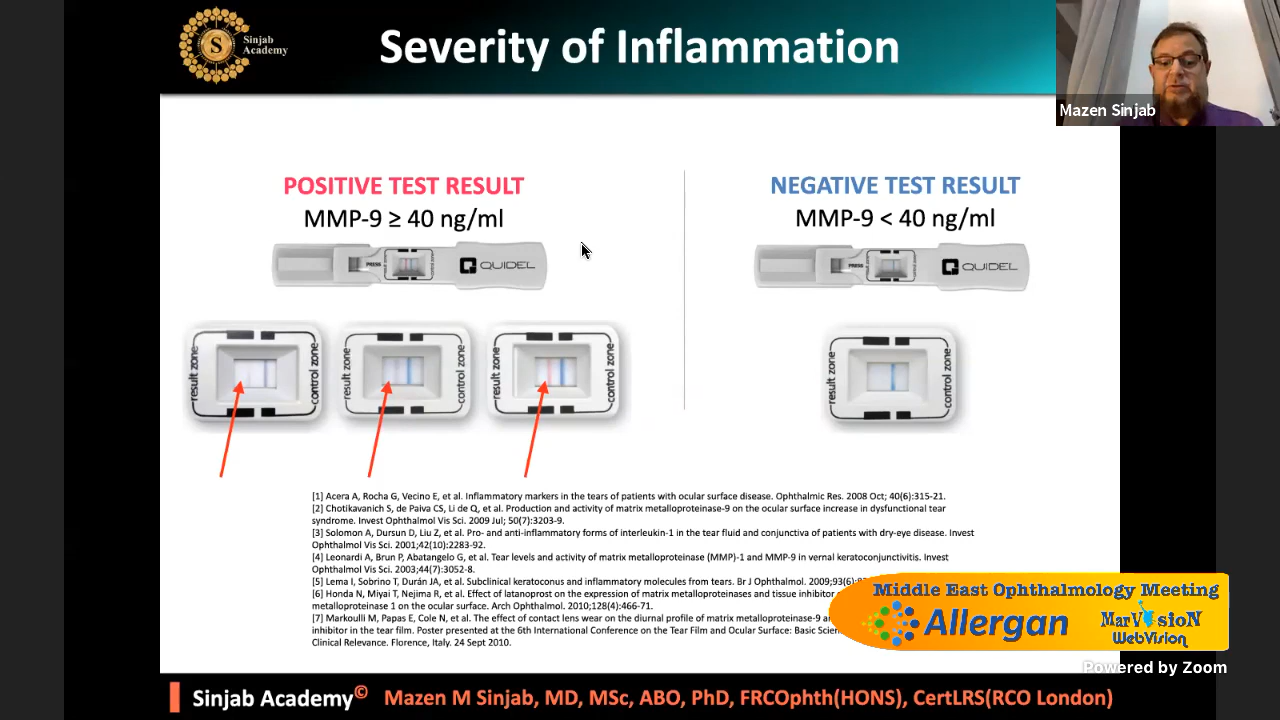 Sinjab
Academy
S
Severity of Inflammation
Mazen Sinjab
POSITIVE TEST RESULT
MMP-9 ≥ 40 ng/ml
PRESS
QUIDEL
result zone
control zone
result zone
control zone
result zone
control zone
NEGATIVE TEST RESULT
MMP-9 < 40 ng/ml
PRESS
QUIDEL
result zone
control zone
[1] Acera A, Rocha G, Vecino E, et al. Inflammatory markers in the tears of patients with ocular surface disease. Ophthalmic Res. 2008 Oct; 40(6):315-21.
[2] Chotikavanich S, de Paiva CS, Li de Q, et al. Production and activity of matrix metalloproteinase-9 on the ocular surface increase in dysfunctional tear
syndrome. Invest Ophthalmol Vis Sci. 2009 Jul; 50(7):3203-9.
[3] Solomon A, Dursun D, Liu Z, et al. Pro- and anti-inflammatory forms of interleukin-1 in the tear fluid and conjunctiva of patients with dry-eye disease. Invest
Ophthalmol Vis Sci. 2001;42(10):2283-92.
[4] Leonardi A, Brun P, Abatangelo G, et al. Tear levels and activity of matrix metalloproteinase (MMP)-1 and MMP-9 in vernal keratoconjunctivitis. Invest
Ophthalmol Vis Sci. 2003;44(7):3052-8.
[5] Lema I, Sobrino T, Durán JA, et al. Subclinical keratoconus and inflammatory molecules from tears. Br J Ophthalmol. 2009;93(6):
[6] Honda N, Miyai T, Nejima R, et al. Effect of latanoprost on the expression of matrix metalloproteinases and tissue inhibitor
metalloproteinase 1 on the ocular surface. Arch Ophthalmol. 2010;128(4):466-71.
[7] Markoulli M, Papas E, Cole N, et al. The effect of contact lens wear on the diurnal profile of matrix metalloproteinase-9
inhibitor in the tear film. Poster presented at the 6th International Conference on the Tear Film and Ocular Surface: Basic
Clinical Relevance. Florence, Italy. 24 Sept 2010.
Middle East Ophthalmology Meeting
Allergan
MarVisioN
WebVision
Powered by Zoom
Sinjab Academy© Mazen M Sinjab, MD, MSc, ABO, PhD, FRCOphth(HONS), CertLRS(RCO London)